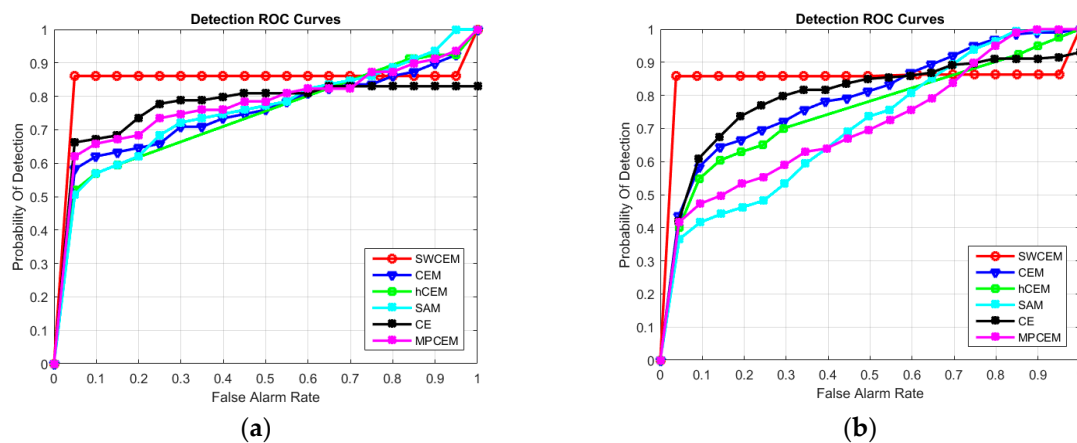 Detection ROC Curves
1
0.9
0.8
0.7
0.6
0.5
0.4
0.3
0.2
0.1
0
Probability Of Detection
0 0.1 0.2 0.3 0.4 0.5 0.6 0.7 0.8 0.9 1
False Alarm Rate
SWCEM
CEM
hCEM
SAM
CE
MPCEM
(a)
Detection ROC Curves
1
0.9
0.8
0.7
0.6
0.5
0.4
0.3
0.2
0.1
0
Probability Of Detection
0 0.1 0.2 0.3 0.4 0.5 0.6 0.7 0.8 0.9
False Alarm Rate
SWCEM
CEM
hCEM
SAM
CE
MPCEM
(b)